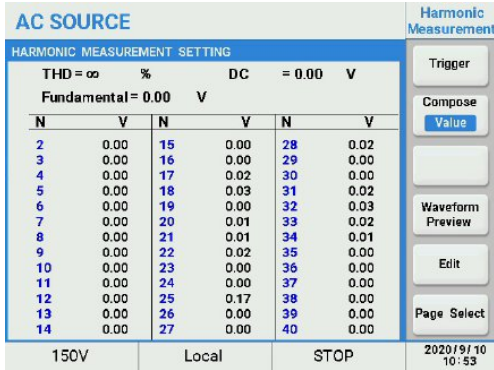 AC SOURCE
Harmonic
Measurement
HARMONIC MEASUREMENT SETTING
THD = ∞ % DC = 0.00 V
Fundamental = 0.00 V
N V N V N V
2 0.00 15 0.00 28 0.02
3 0.00 16 0.00 29 0.00
4 0.00 17 0.02 30 0.00
5 0.00 18 0.03 31 0.02
6 0.00 19 0.00 32 0.03
7 0.00 20 0.01 33 0.02
8 0.00 21 0.01 34 0.01
9 0.00 22 0.02 35 0.00
10 0.00 23 0.00 36 0.00
11 0.00 24 0.00 37 0.00
12 0.00 25 0.17 38 0.00
13 0.00 26 0.00 39 0.00
14 0.00 27 0.00 40 0.00
Trigger
Compose
Value
Waveform
Preview
Edit
Page Select
150V Local STOP
2020/9/10
10:53